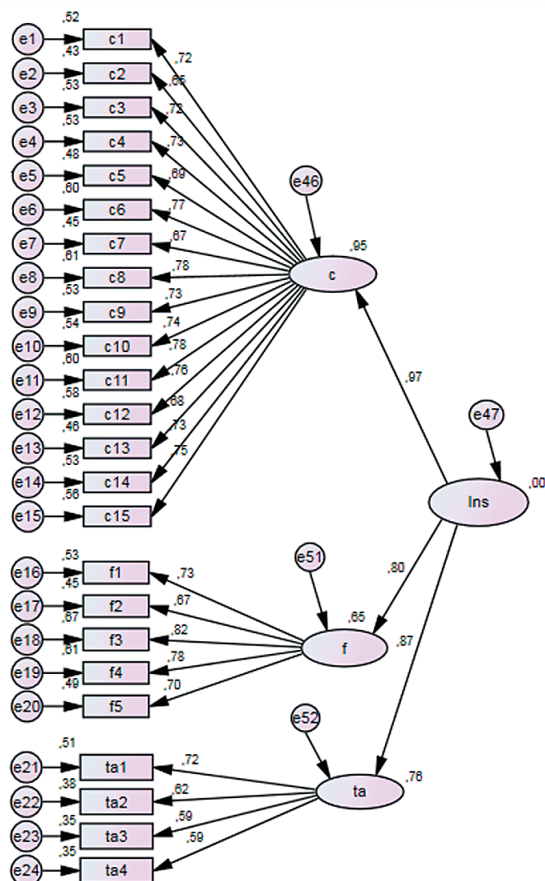 ,52
e1 c1 ,72
,43
e2 c2 ,65
,53
e3 c3 ,72
,53
e4 c4 ,73
,48
e5 c5 ,69
,60
e6 c6 ,77
,45
e7 c7 ,67
,61
e8 c8 ,78
,53
e9 c9 ,73
,54
e10 c10 ,74
,60
e11 c11 ,78
,58
e12 c12 ,76
,46
e13 c13 ,68
,53
e14 c14 ,73
,56
e15 c15 ,75
e46
,95
c
,97
e47
,00
Ins
,80
,87
,53
e16 f1 ,73
,45
e17 f2 ,67
,67
e18 f3 ,82
,61
e19 f4 ,78
,49
e20 f5 ,70
e51
,65
f
,51
e21 ta1 ,72
,38
e22 ta2 ,62
,35
e23 ta3 ,59
,35
e24 ta4 ,59
e52
,76
ta